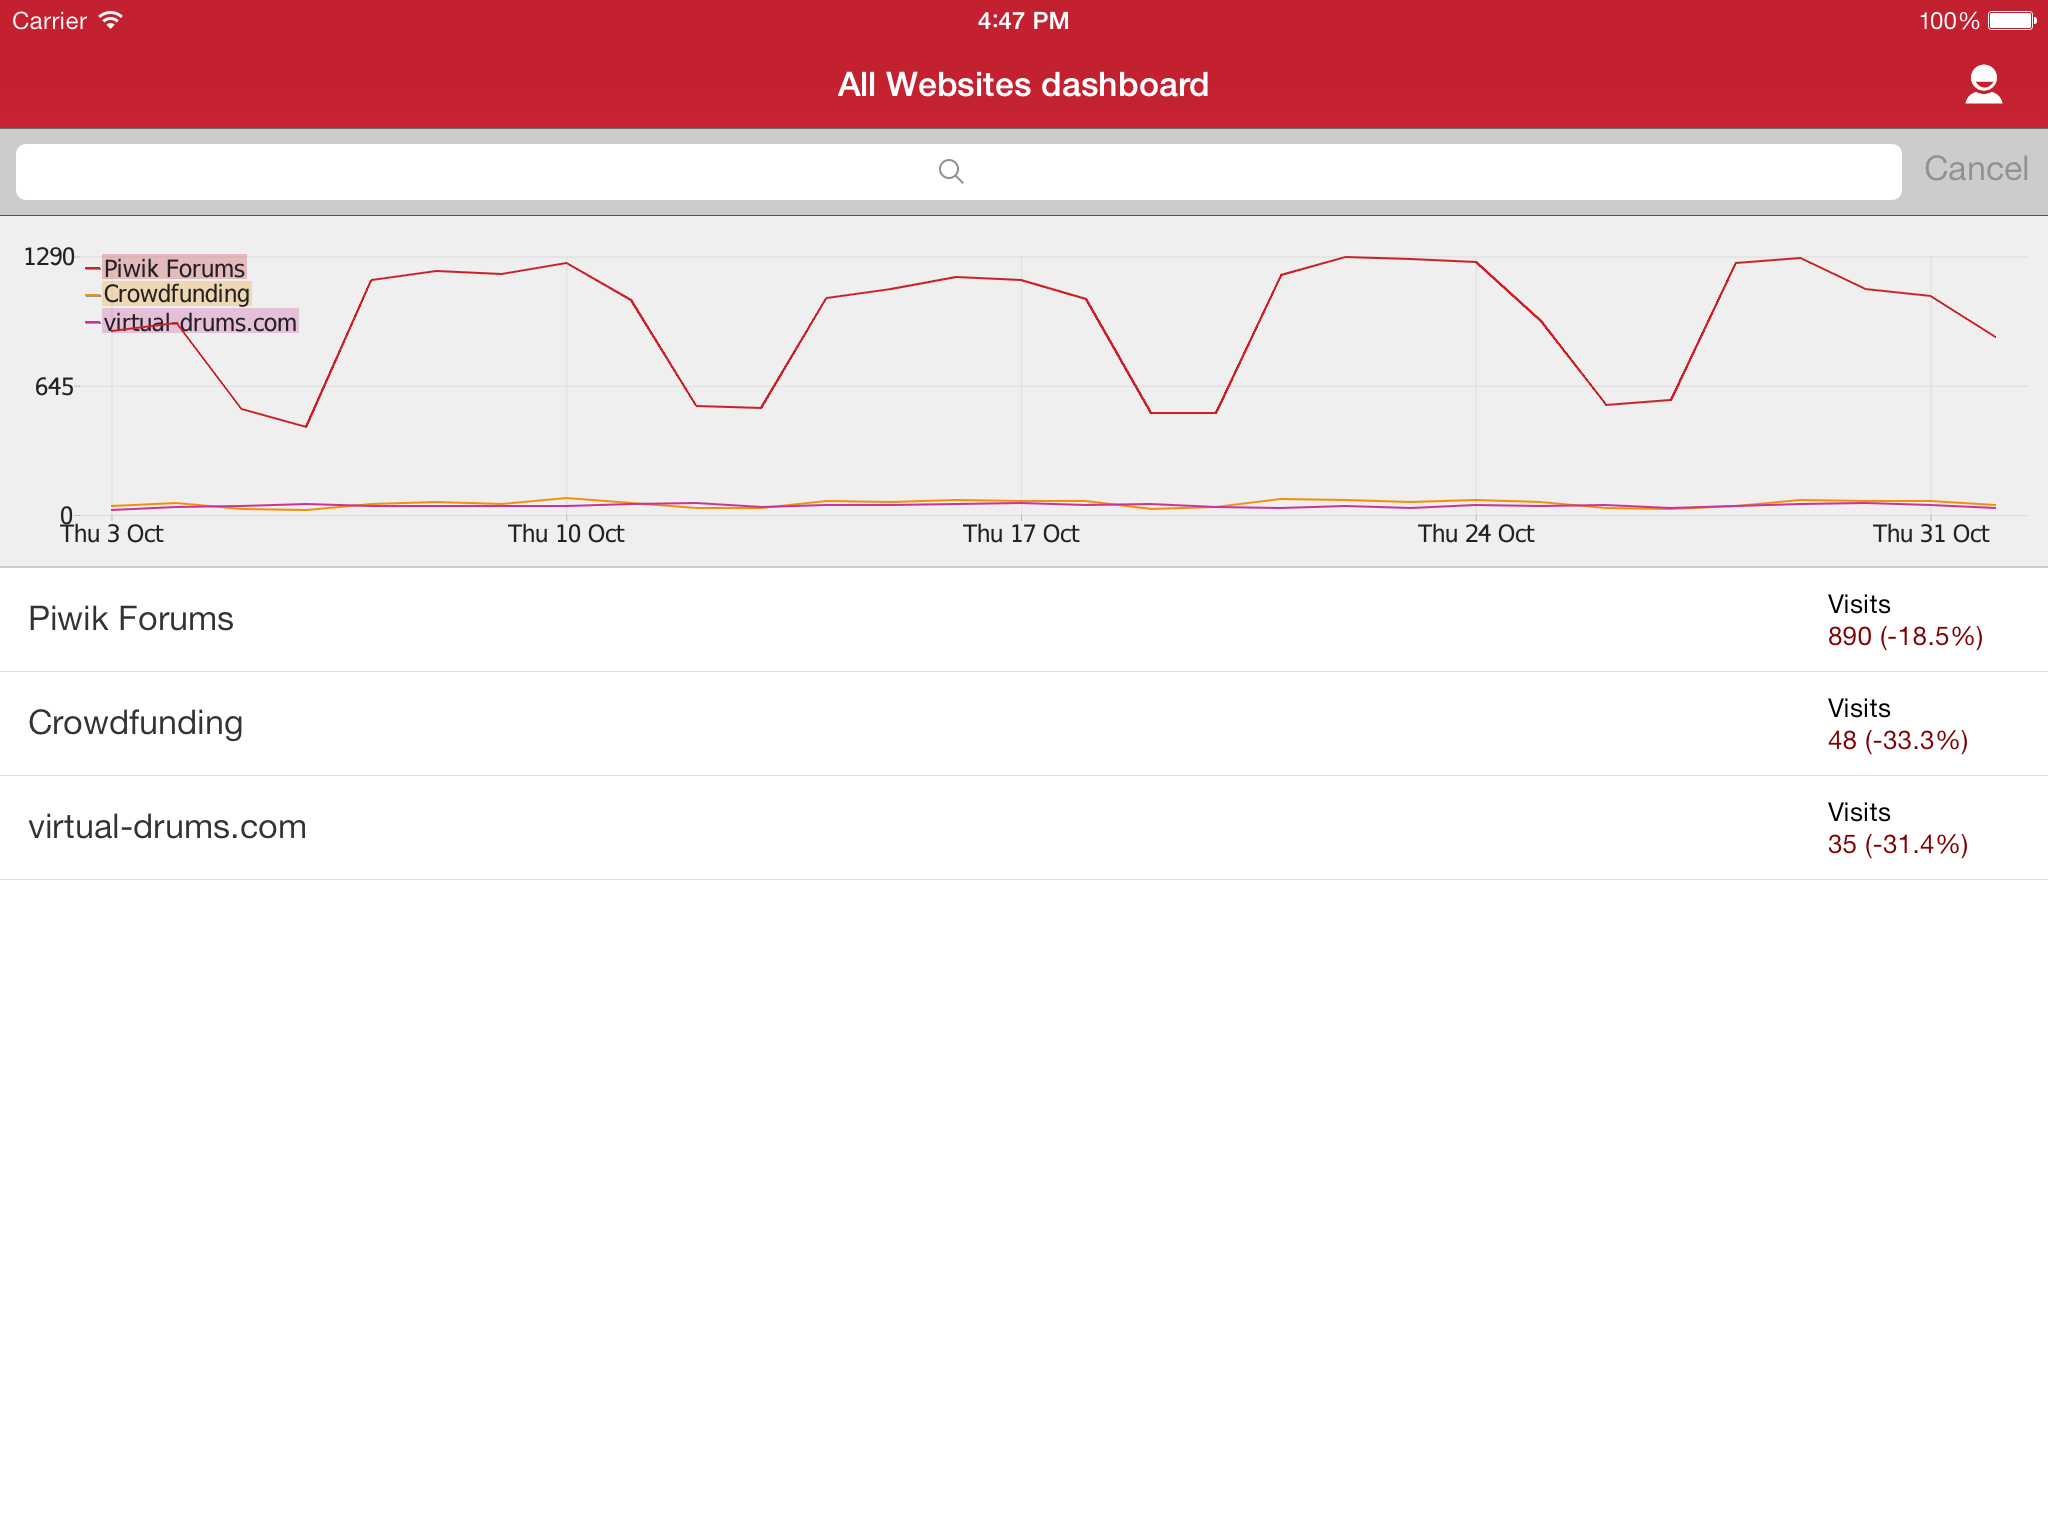 Carrier 4:47 PM 100%
All Websites dashboard
Cancel
1290
Piwik Forums
Crowdfunding
virtual-drums.com
645
0
Thu 3 Oct Thu 10 Oct Thu 17 Oct Thu 24 Oct Thu 31 Oct
Piwik Forums
Visits
890 (-18.5%)
Crowdfunding
Visits
48 (-33.3%)
virtual-drums.com
Visits
35 (-31.4%)